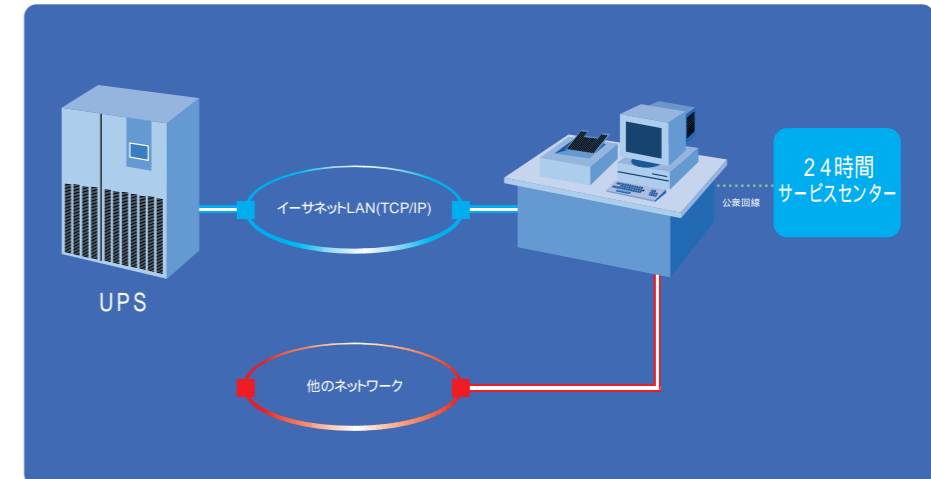 イーサネットLAN(TCP/IP)
24時間
サービスセンター
公衆回線
UPS
他のネットワーク